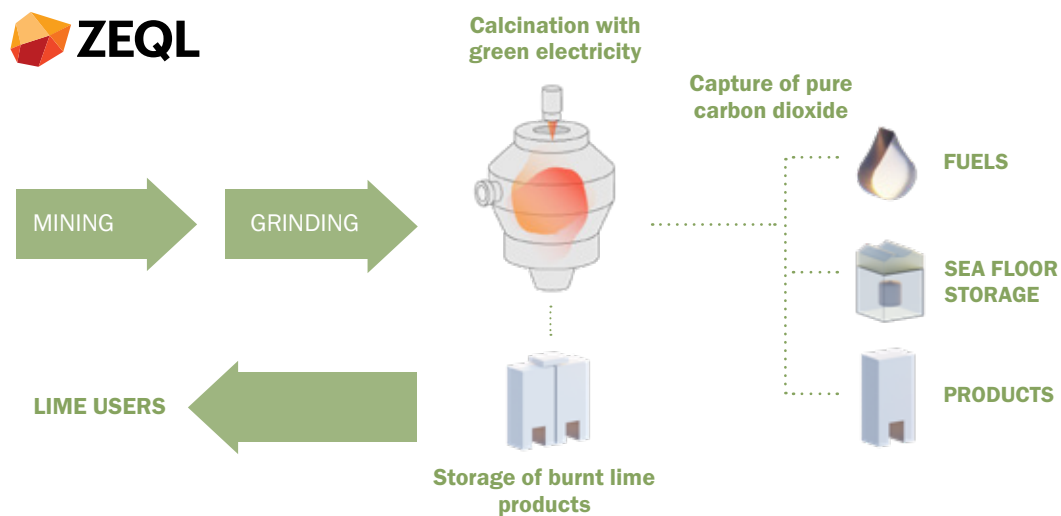 ZEQL
Calcination with
green electricity
Capture of pure
carbon dioxide
FUELS
MINING
GRINDING
SEA FLOOR
STORAGE
LIME USERS
PRODUCTS
Storage of burnt lime
products